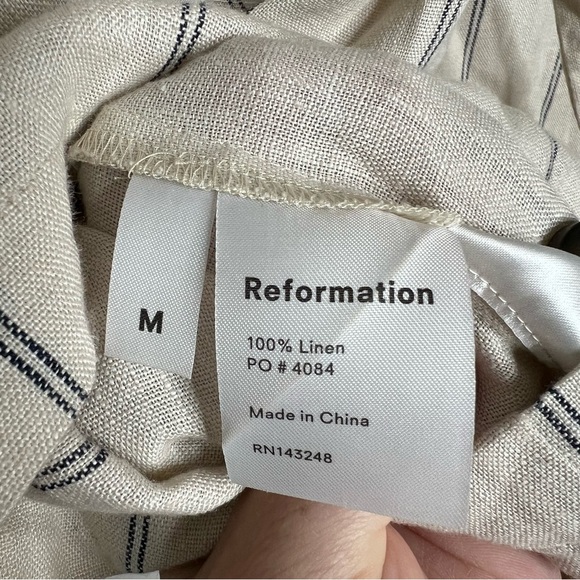 M
Reformation
100% Linen
PO # 4084
Made in China
RN143248